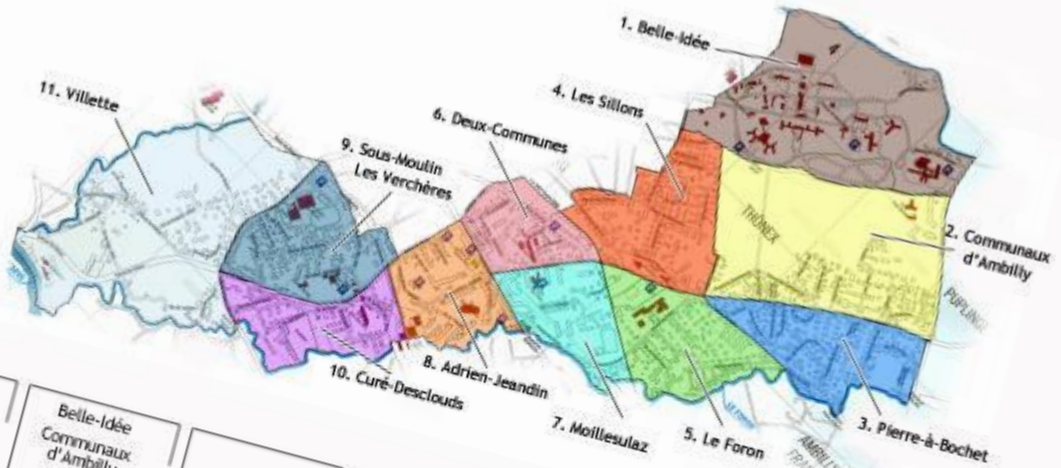 1. Belle-Idée
4. Les Sillons
11. Villette
6. Deux-Communes
9. Sous-Moulin
Les Verchères
THÔNEX
2. Communaux
d'Ambilly
PUPLINGE
8. Adrien-Jeandin
10. Curé-Desclouds
7. Moillesulaz
5. Le Foron
3. Pierre-à-Bochet
AMBILLY
Belle-Idée
Communaux
d'Ambilly